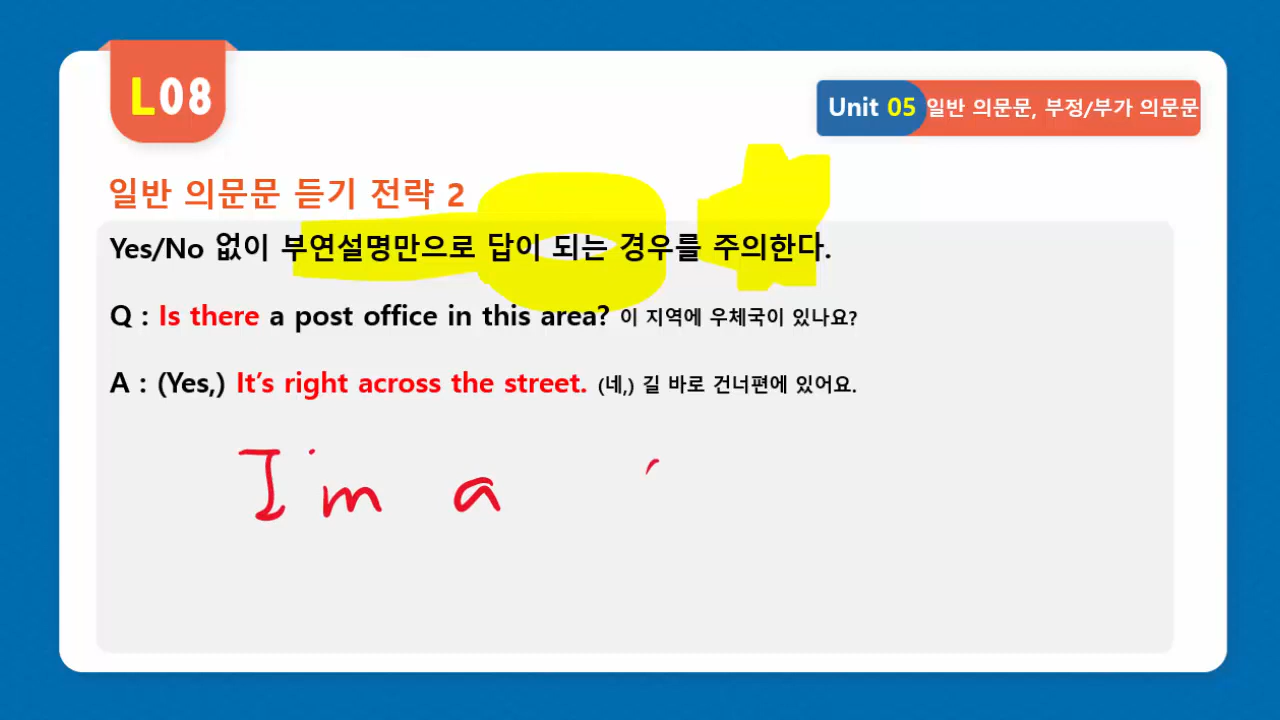 L08
Unit 05 일반 의문문, 부정/부가 의문문
일반 의문문 듣기 전략 2
Yes/No 없이 부연설명만으로 답이 되는 경우를 주의한다.
Q : Is there a post office in this area? 이 지역에 우체국이 있나요?
A : (Yes,) It's right across the street. (네,) 길 바로 건너편에 있어요.
I'm a